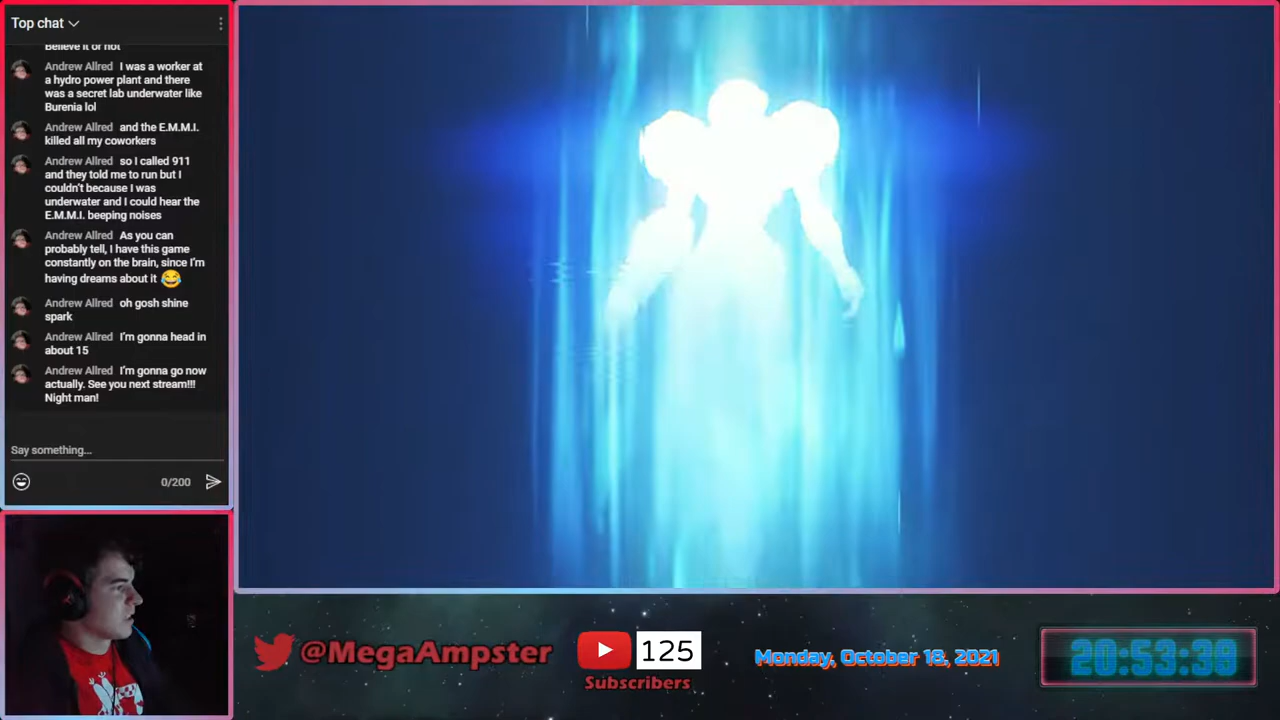 Top chat
Believe it or not
Andrew Allred I was a worker at
a hydro power plant and there
was a secret lab underwater like
Burenia lol
Andrew Allred and the E.M.M.I.
killed all my coworkers
Andrew Allred so I called 911
and they told me to run but I
couldn't because I was
underwater and I could hear the
E.M.M.I. beeping noises
Andrew Allred As you can
probably tell, I have this game
constantly on the brain, since I'm
having dreams about it 😂
Andrew Allred oh gosh shine
spark
Andrew Allred I'm gonna head in
about 15
Andrew Allred I'm gonna go now
actually. See you next stream!!!
Night man!
Say something...
0/200
@MegaAmpster
125
Subscribers
Monday, October 18, 2021
20:53:39